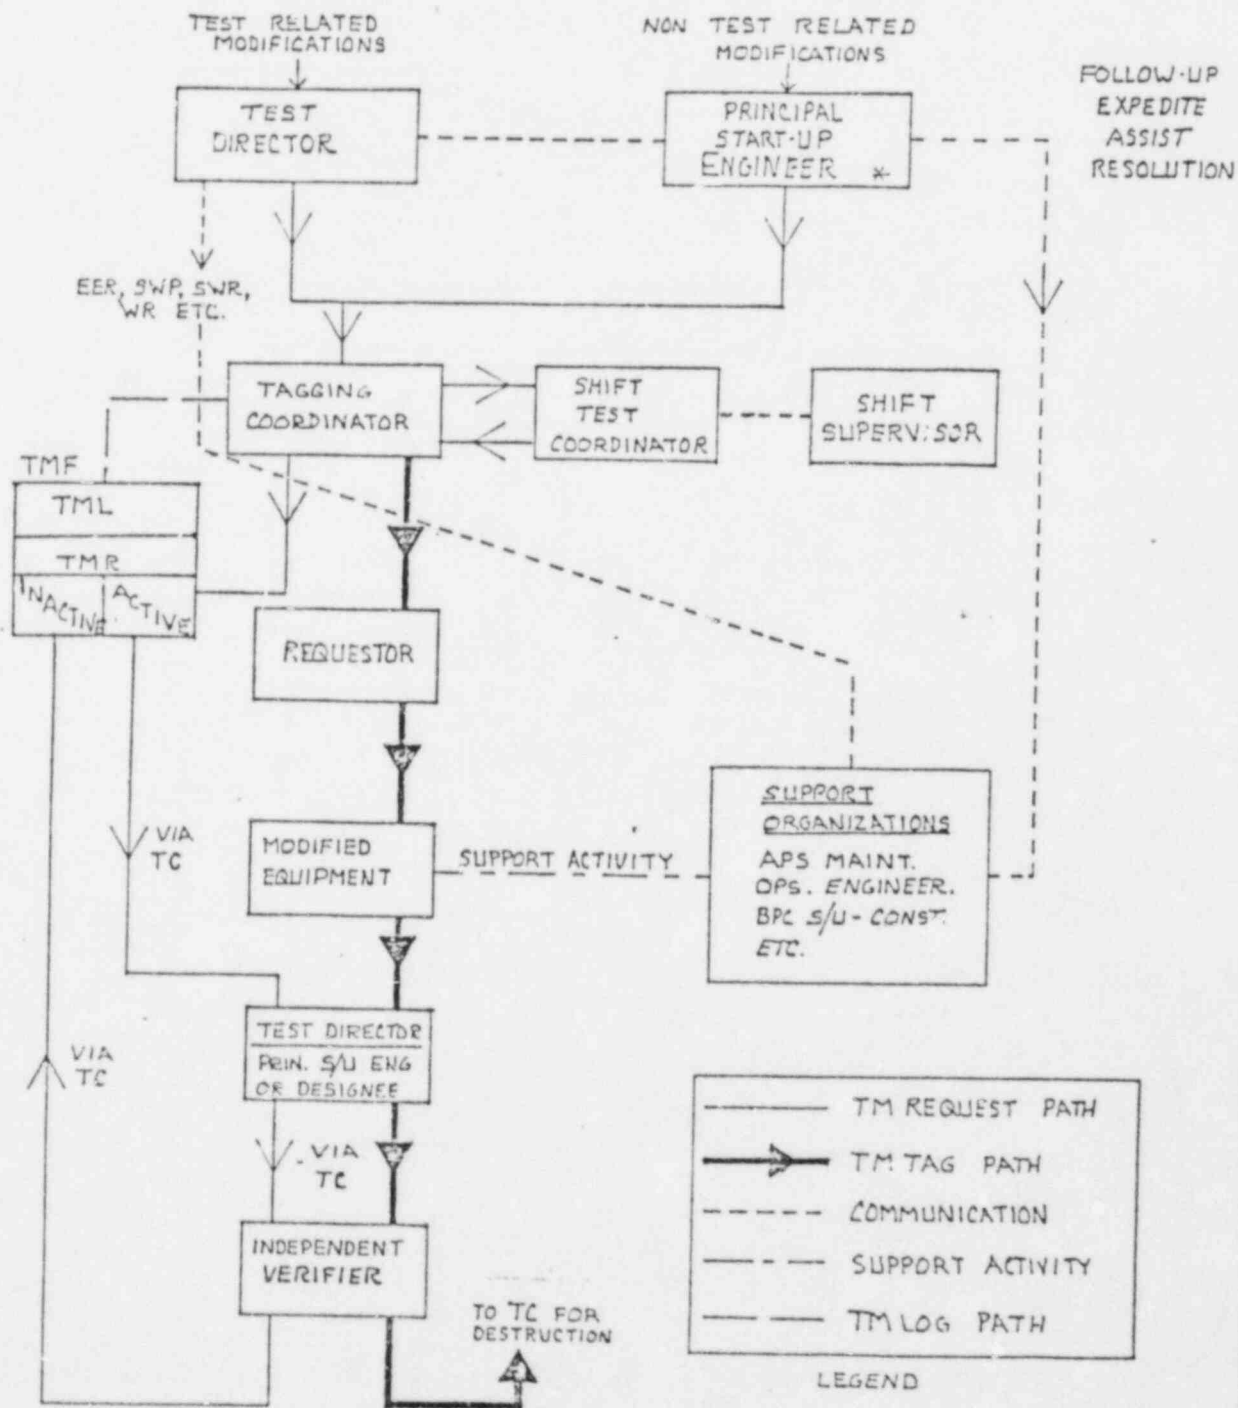 TEST RELATED
MODIFICATIONS
NON TEST RELATED
MODIFICATIONS
FOLLOW-UP
EXPEDITE
ASSIST
RESOLUTION
TEST
DIRECTOR
PRINCIPAL
START-UP
ENGINEER *
EER, SWP, SWR,
WR ETC.
TAGGING
COORDINATOR
SHIFT
TEST
COORDINATOR
SHIFT
SUPERVISOR
TMF
TML
TMR
INACTIVE
ACTIVE
REQUESTOR
VIA
TC
MODIFIED
EQUIPMENT
SUPPORT ACTIVITY
SUPPORT
ORGANIZATIONS
APS MAINT.
OPS. ENGINEER.
BPC S/U - CONST.
ETC.
VIA
TC
TEST DIRECTOR
PRIN. S/U ENG
OR DESIGNEE
VIA
TC
INDEPENDENT
VERIFIER
TO TC FOR
DESTRUCTION
TM REQUEST PATH
TM TAG PATH
COMMUNICATION
SUPPORT ACTIVITY
TM LOG PATH
LEGEND